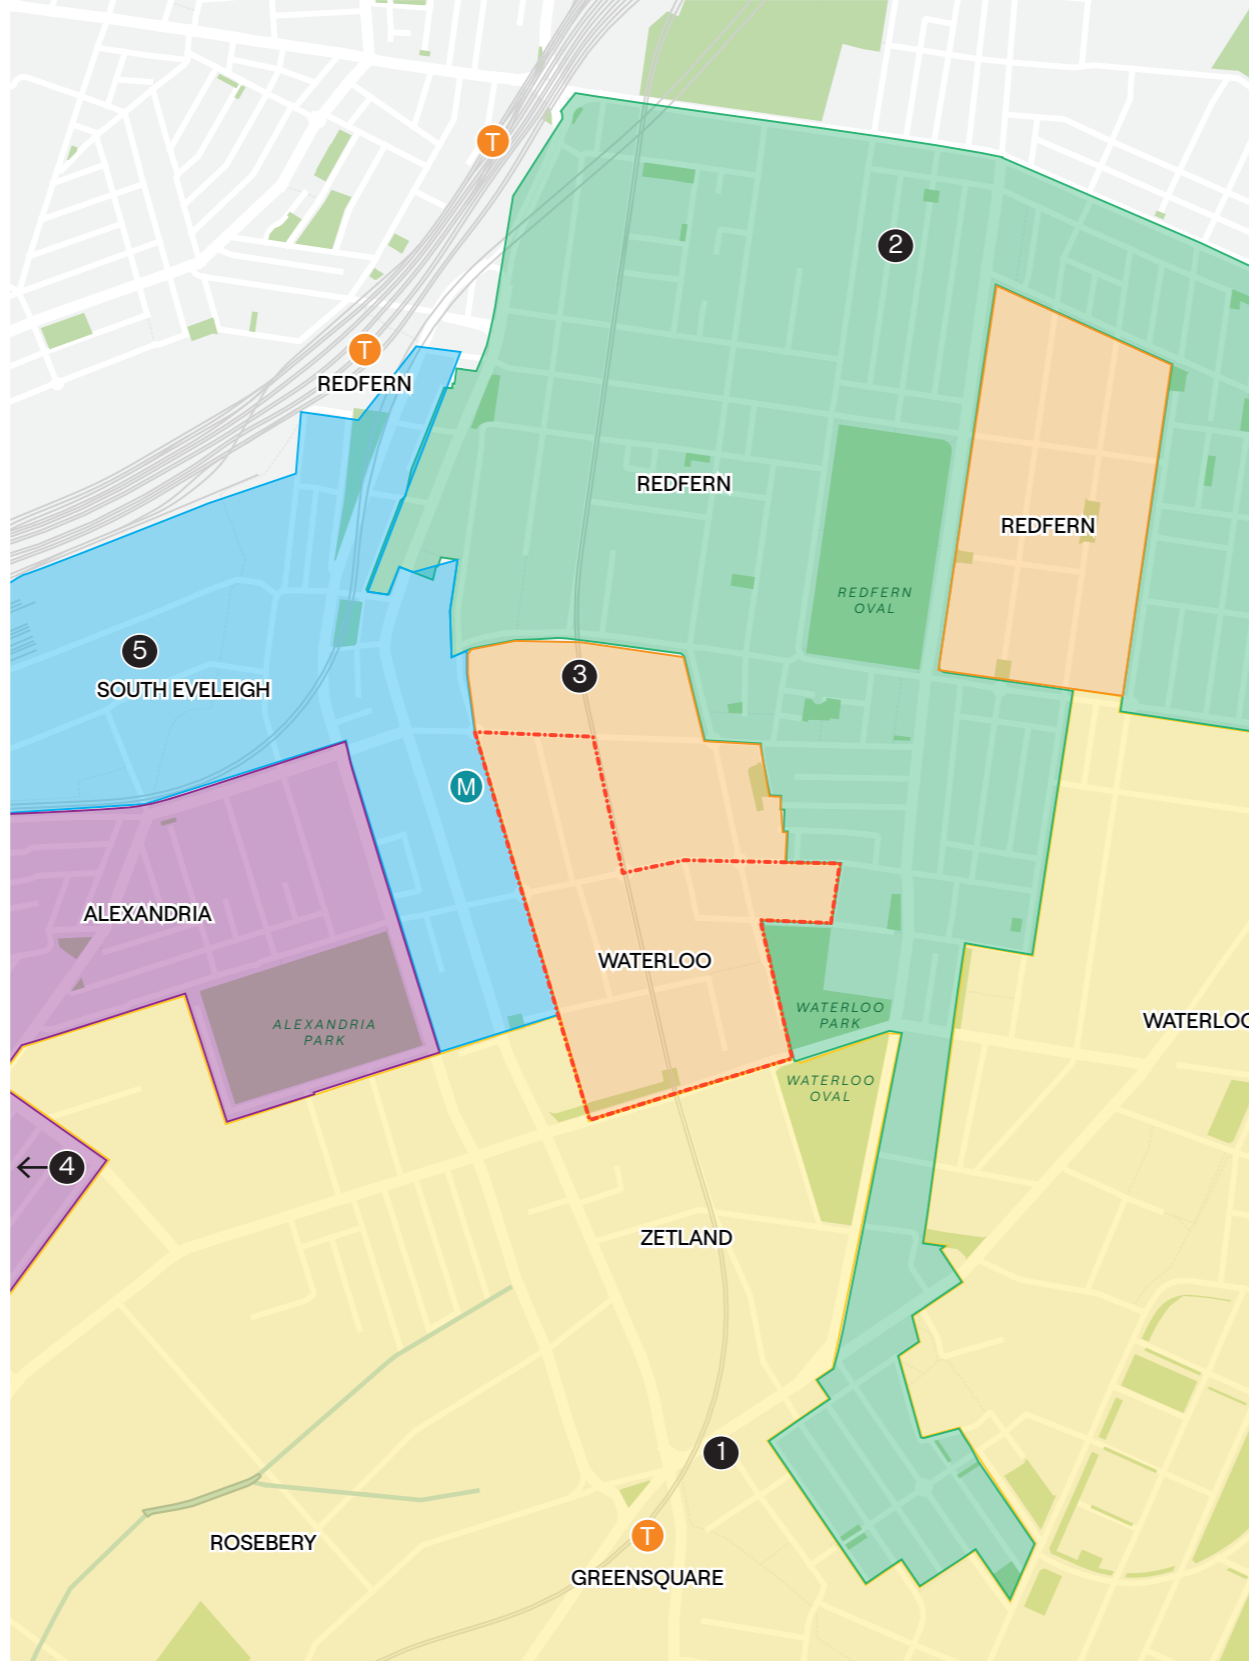 T
2
T
REDFERN
REDFERN
REDFERN
REDFERN
OVAL
5
SOUTH EVELEIGH
3
M
ALEXANDRIA
WATERLOO
ALEXANDRIA
PARK
WATERLOO
PARK
WATERLOO
WATERLOO
OVAL
4
ZETLAND
1
T
ROSEBERY
GREENSQUARE